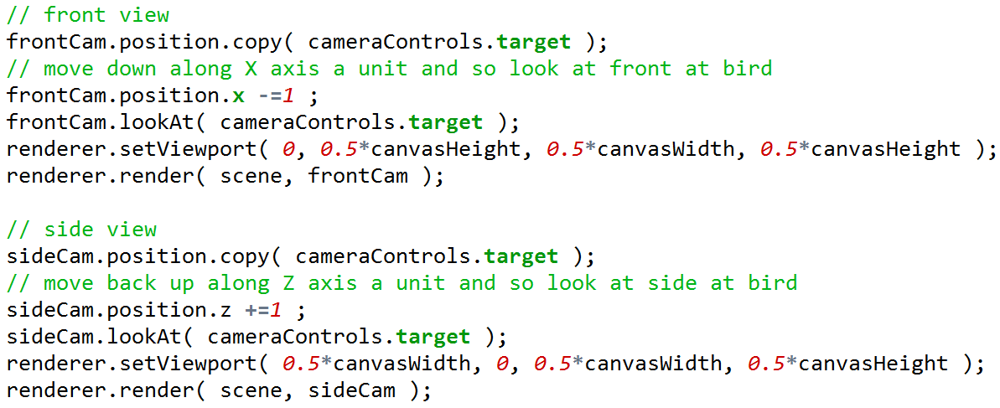 // front view
frontCam.position.copy( cameraControls.target );
// move down along X axis a unit and so look at front at bird
frontCam.position.x -=1 ;
frontCam.lookAt( cameraControls.target );
renderer.setViewport( 0, 0.5*canvasHeight, 0.5*canvasWidth, 0.5*canvasHeight );
renderer.render( scene, frontCam );

// side view
sideCam.position.copy( cameraControls.target );
// move back up along Z axis a unit and so look at side at bird
sideCam.position.z +=1 ;
sideCam.lookAt( cameraControls.target );
renderer.setViewport( 0.5*canvasWidth, 0, 0.5*canvasWidth, 0.5*canvasHeight );
renderer.render( scene, sideCam );